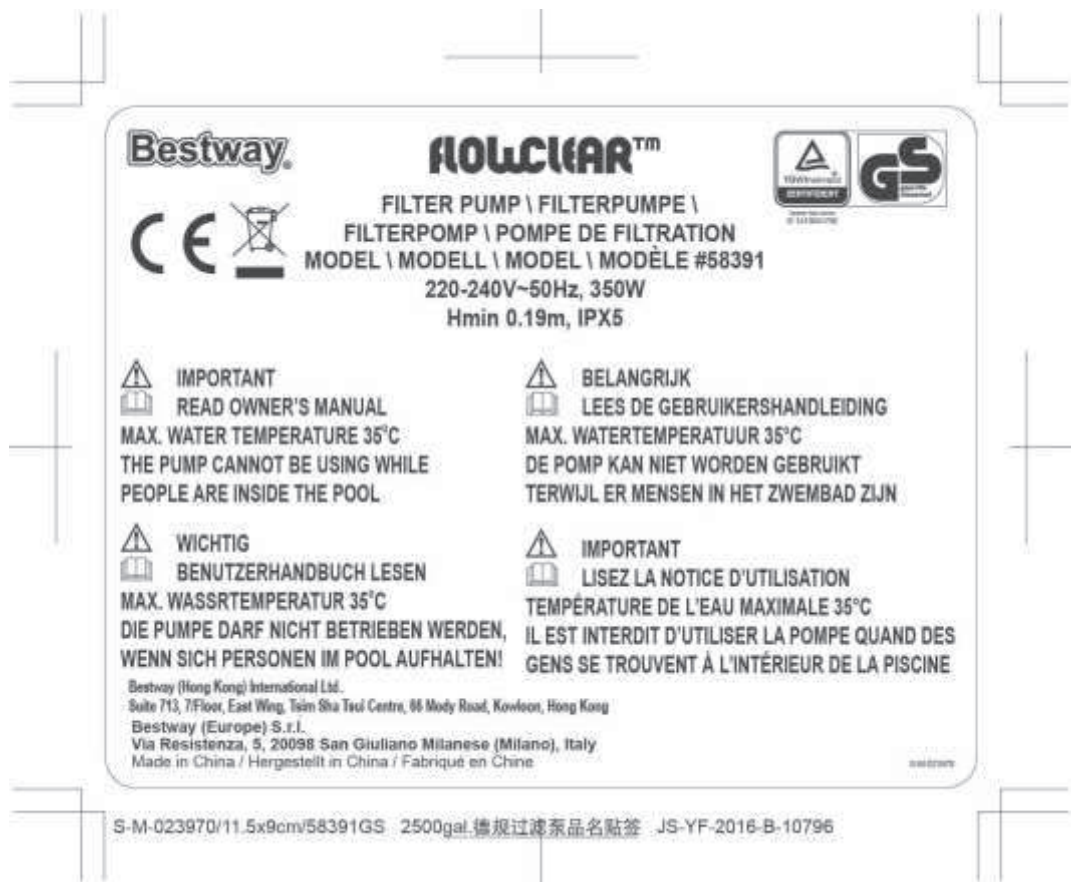 Bestway®
FLOWCLEAR™
TÜVRheinland
ZERTIFIZIERT
GS
CE
FILTER PUMP \ FILTERPUMPE \
FILTERPOMP \ POMPE DE FILTRATION
MODEL \ MODELL \ MODEL \ MODÈLE #58391
220-240V~50Hz, 350W
Hmin 0.19m, IPX5
IMPORTANT
READ OWNER'S MANUAL
MAX. WATER TEMPERATURE 35°C
THE PUMP CANNOT BE USING WHILE
PEOPLE ARE INSIDE THE POOL
BELANGRIJK
LEES DE GEBRUIKERSHANDLEIDING
MAX. WATERTEMPERATUUR 35°C
DE POMP KAN NIET WORDEN GEBRUIKT
TERWIJL ER MENSEN IN HET ZWEMBAD ZIJN
WICHTIG
BENUTZERHANDBUCH LESEN
MAX. WASSRTEMPERATUR 35°C
DIE PUMPE DARF NICHT BETRIEBEN WERDEN,
WENN SICH PERSONEN IM POOL AUFHALTEN!
IMPORTANT
LISEZ LA NOTICE D'UTILISATION
TEMPÉRATURE DE L'EAU MAXIMALE 35°C
IL EST INTERDIT D'UTILISER LA POMPE QUAND DES
GENS SE TROUVENT À L'INTÉRIEUR DE LA PISCINE
Bestway (Hong Kong) International Ltd.
Suite 713, 7/Floor, East Wing, Tsim Sha Tsui Centre, 66 Mody Road, Kowloon, Hong Kong
Bestway (Europe) S.r.l.
Via Resistenza, 5, 20098 San Giuliano Milanese (Milano), Italy
Made in China / Hergestellt in China / Fabriqué en Chine
S-M-023970/11.5x9cm/58391GS 2500gal.德规过滤泵品名贴签 JS-YF-2016-B-10796